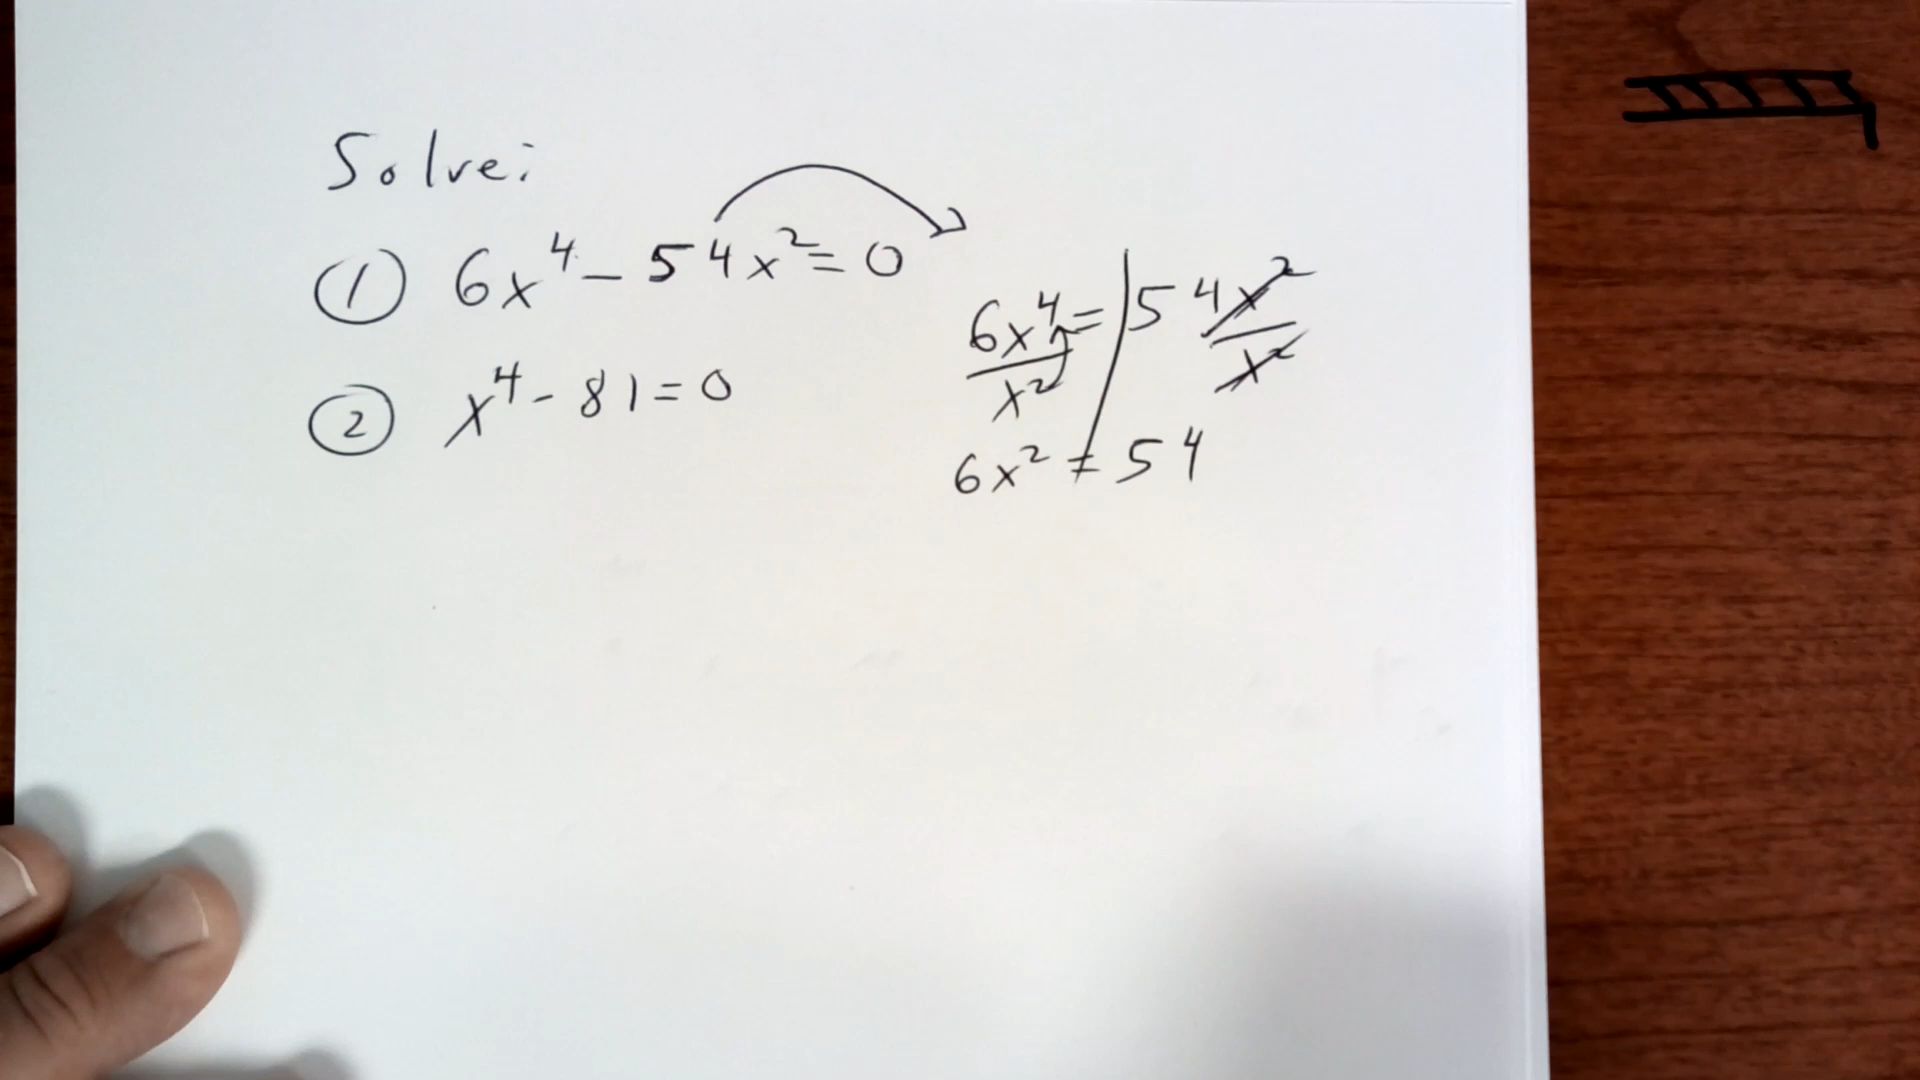 Solve:
① 6x⁴ - 54x² = 0
② x⁴ - 81 = 0
6x⁴ = 54x²
x² x²
6x² = 54